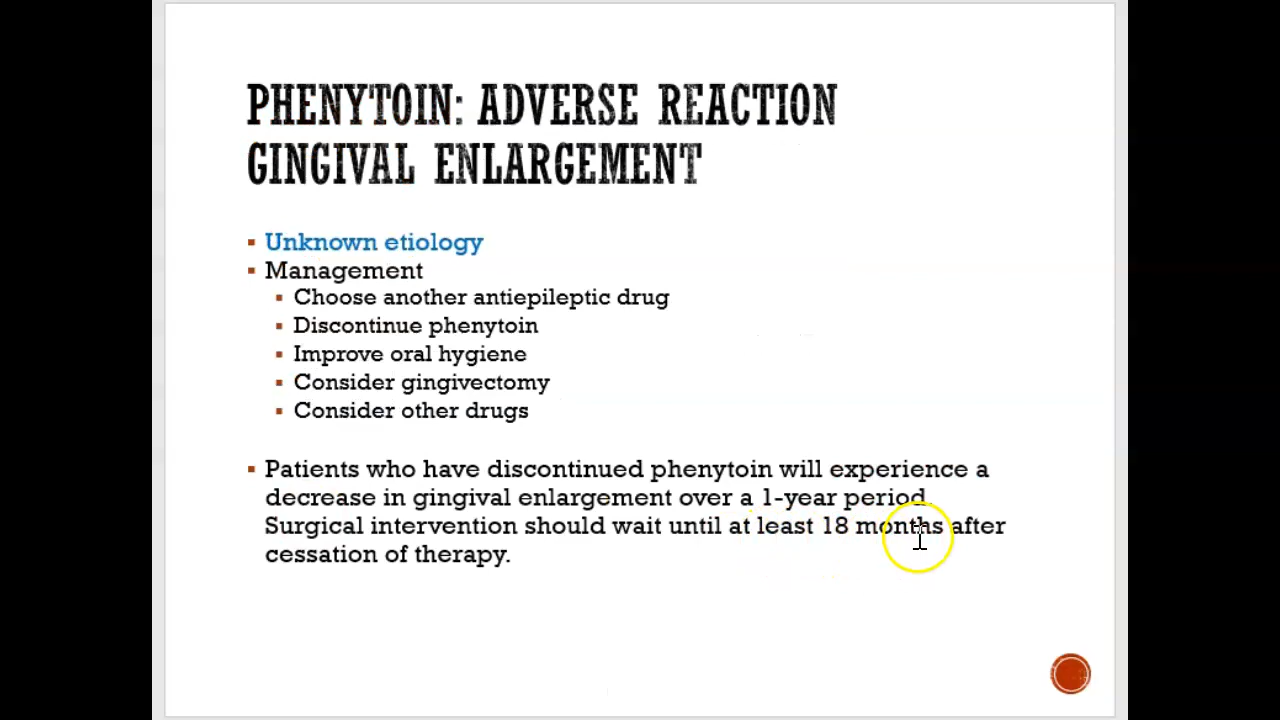 PHENYTOIN: ADVERSE REACTION
GINGIVAL ENLARGEMENT
Unknown etiology
Management
Choose another antiepileptic drug
Discontinue phenytoin
Improve oral hygiene
Consider gingivectomy
Consider other drugs
Patients who have discontinued phenytoin will experience a
decrease in gingival enlargement over a 1-year period.
Surgical intervention should wait until at least 18 months after
cessation of therapy.